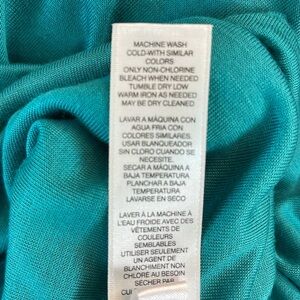 MACHINE WASH
COLD-WITH SIMILAR
COLORS
ONLY NON-CHLORINE
BLEACH WHEN NEEDED
TUMBLE DRY LOW
WARM IRON AS NEEDED
MAY BE DRY CLEANED
LAVAR A MÁQUINA CON
AGUA FRIA CON
COLORES SIMILARES.
USAR BLANQUEADOR
SIN CLORO CUANDO SE
NECESITE.
SECAR A MÁQUINA A
BAJA TEMPERATURA
PLANCHAR A BAJA
TEMPERATURA
LAVARSE EN SECO
LAVER À LA MACHINE À
L'EAU FROIDE AVEC DES
VÊTEMENTS DE
COULEURS
SEMBLABLES
UTILISER SEULEMENT
UN AGENT DE
BLANCHIMENT NON
CHLORÉ AU BESOIN
SÉCHER PAR